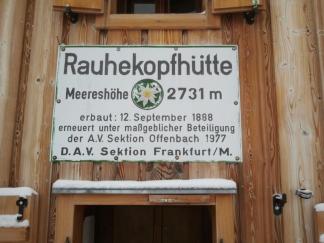 Rauhekopfhütte
Meereshöhe 2731 m
erbaut: 12. September 1888
erneuert unter maßgeblicher Beteiligung
der A.V. Sektion Offenbach 1977
D.A.V. Sektion Frankfurt/M.